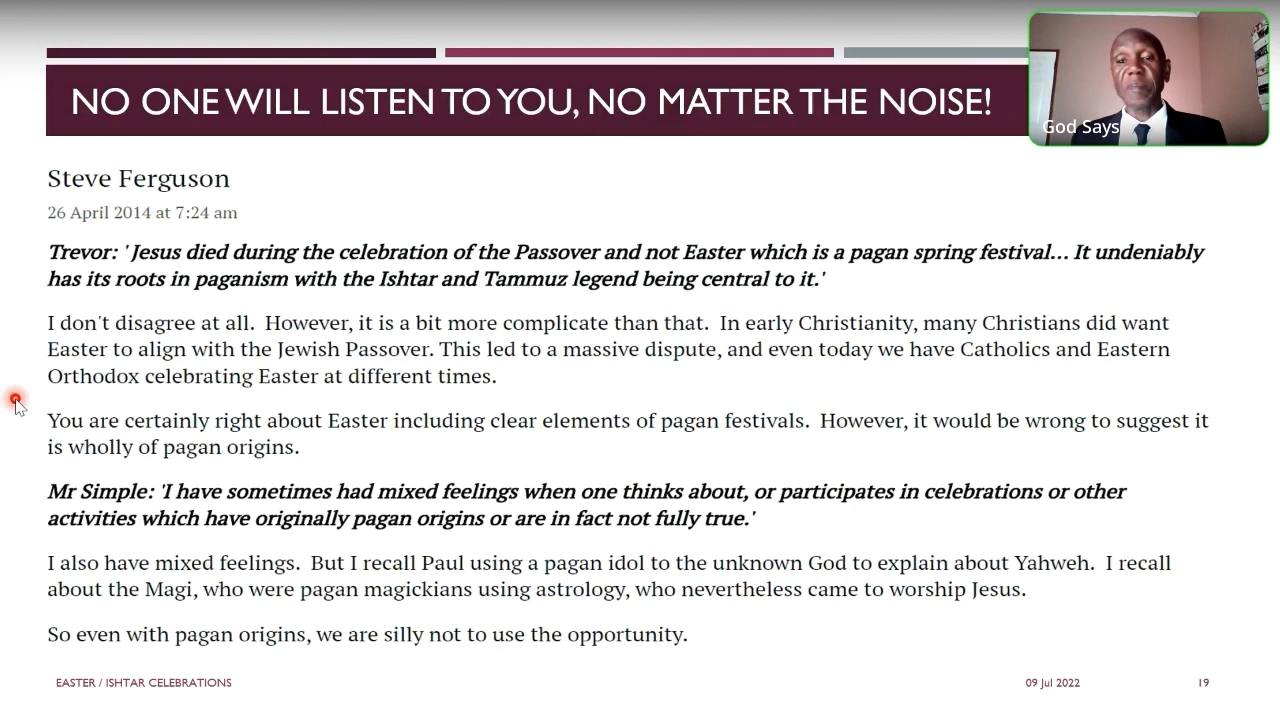 NO ONE WILL LISTEN TO YOU, NO MATTER THE NOISE!
God Says
Steve Ferguson
26 April 2014 at 7:24 am
Trevor: 'Jesus died during the celebration of the Passover and not Easter which is a pagan spring festival... It undeniably
has its roots in paganism with the Ishtar and Tammuz legend being central to it.'
I don't disagree at all. However, it is a bit more complicate than that. In early Christianity, many Christians did want
Easter to align with the Jewish Passover. This led to a massive dispute, and even today we have Catholics and Eastern
Orthodox celebrating Easter at different times.
You are certainly right about Easter including clear elements of pagan festivals. However, it would be wrong to suggest it
is wholly of pagan origins.
Mr Simple: 'I have sometimes had mixed feelings when one thinks about, or participates in celebrations or other
activities which have originally pagan origins or are in fact not fully true.'
I also have mixed feelings. But I recall Paul using a pagan idol to the unknown God to explain about Yahweh. I recall
about the Magi, who were pagan magickians using astrology, who nevertheless came to worship Jesus.
So even with pagan origins, we are silly not to use the opportunity.
EASTER / ISHTAR CELEBRATIONS
09 Jul 2022
19